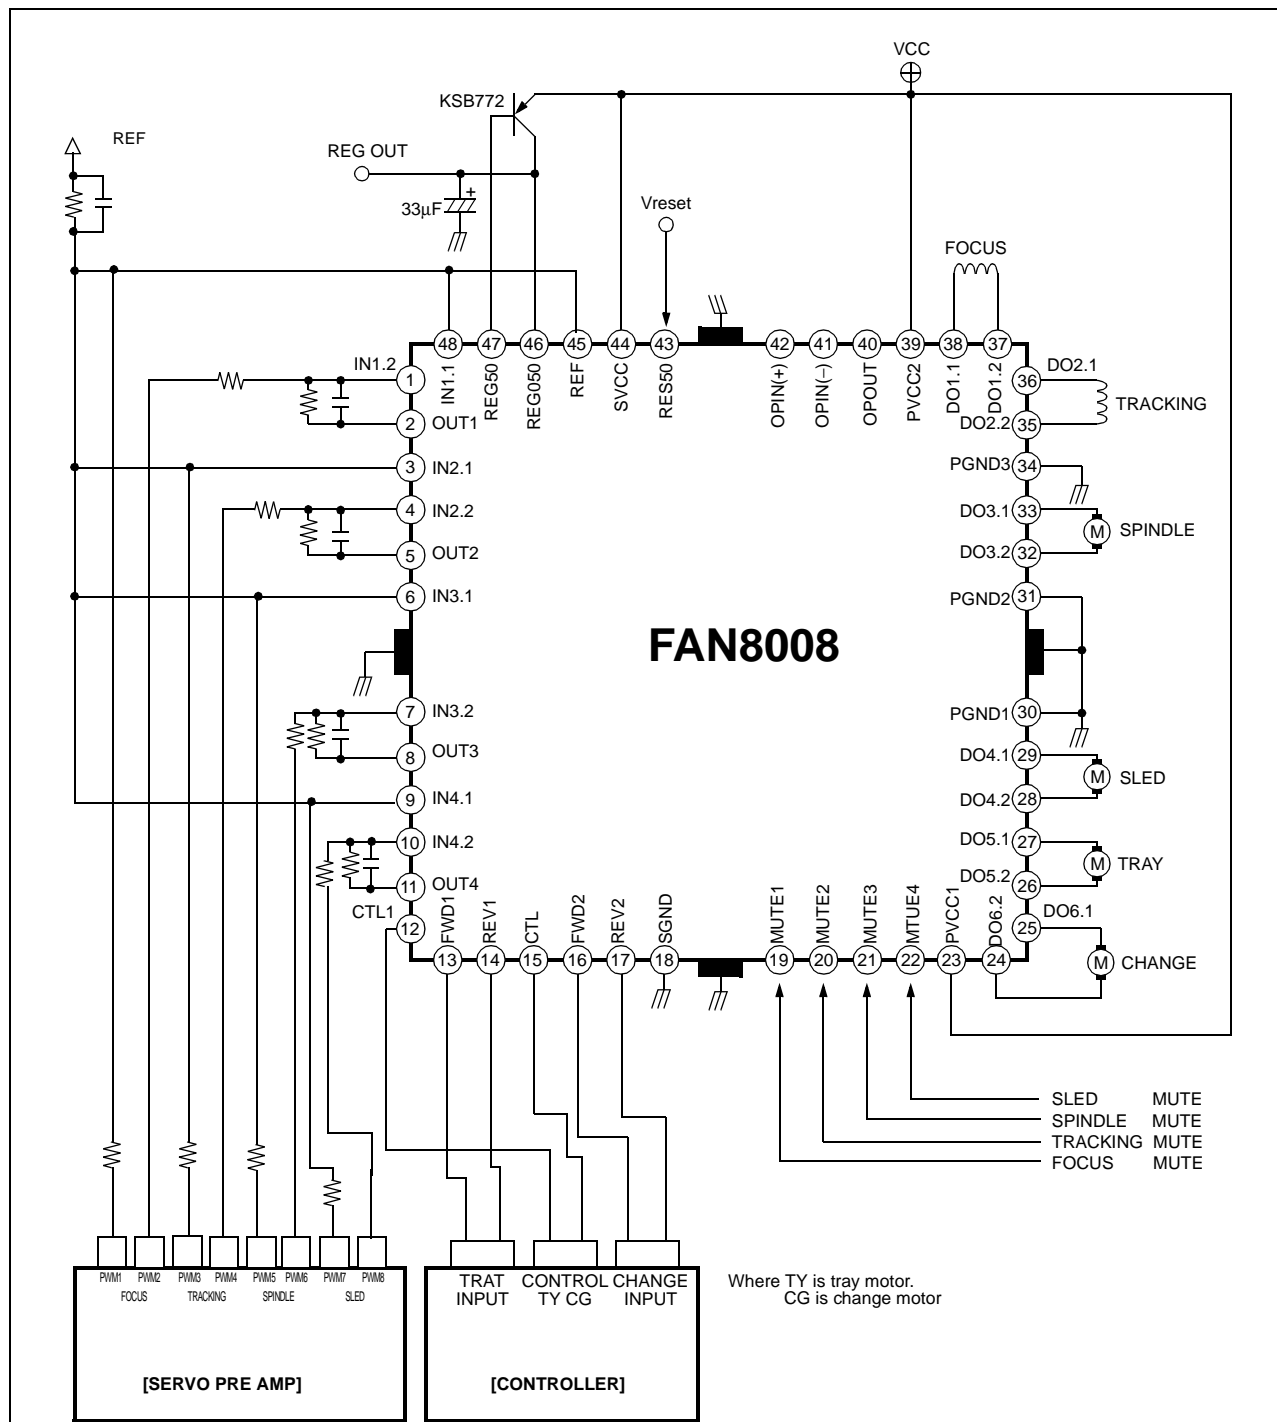 VCC
KSB772
REF
REG OUT
33µF
+
Vreset
FOCUS
48 47 46 45 44 43 42 41 40 39 38 37
IN1.1 REG50 REG050 REF SVCC RES50 OPIN(+) OPIN(−) OPOUT PVCC2 DO1.1 DO1.2
IN1.2
1
2 OUT1
3 IN2.1
4 IN2.2
5 OUT2
6 IN3.1
7 IN3.2
8 OUT3
9 IN4.1
10 IN4.2
11 OUT4
CTL1
12
FAN8008
36 DO2.1
TRACKING
DO2.2 35
PGND3 34
DO3.1 33
M SPINDLE
DO3.2 32
PGND2 31
PGND1 30
DO4.1 29
M SLED
DO4.2 28
DO5.1 27
M TRAY
DO5.2 26
DO6.1
25
M CHANGE
FWD1 REV1 CTL FWD2 REV2 SGND MUTE1 MUTE2 MUTE3 MTUE4 PVCC1 DO6.2
13 14 15 16 17 18 19 20 21 22 23 24
SLED MUTE
SPINDLE MUTE
TRACKING MUTE
FOCUS MUTE
PWM1 PWM2 PWM3 PWM4 PWM5 PWM6 PWM7 PWM8
FOCUS TRACKING SPINDLE SLED
[SERVO PRE AMP]
TRAT CONTROL CHANGE
INPUT TY CG INPUT
[CONTROLLER]
Where TY is tray motor.
CG is change motor